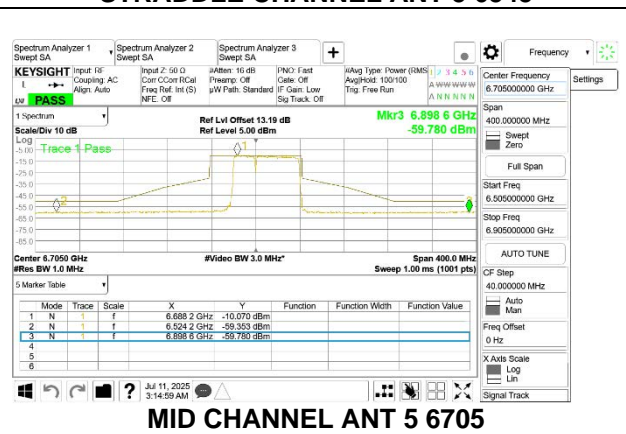 Spectrum Analyzer 1
Swept SA
Spectrum Analyzer 2
Swept SA
Spectrum Analyzer 3
Swept SA
+
Frequency
KEYSIGHT
Input: RF
Coupling: AC
Align: Auto
Input Z: 50 Ω
Corr CCorr RCal
Freq Ref: Int (S)
NFE: Off
#Atten: 16 dB
Preamp: Off
µW Path: Standard
PNO: Fast
Gate: Off
IF Gain: Low
Sig Track: Off
#Avg Type: Power (RMS)
Avg|Hold: 100/100
Trig: Free Run
1 2 3 4 5 6
A W W W W W
A N N N N N
PASS
Center Frequency
6.705000000 GHz
Settings
1 Spectrum
Scale/Div 10 dB
Ref Lvl Offset 13.19 dB
Ref Level 5.00 dBm
Mkr3 6.898 6 GHz
-59.780 dBm
Span
400.000000 MHz
Swept
Zero
Log
Trace 1 Pass
-5.00
-15.0
-25.0
-35.0
-45.0
-55.0
-65.0
-75.0
-85.0
1
2
3
Full Span
Start Freq
6.505000000 GHz
Stop Freq
6.905000000 GHz
AUTO TUNE
Center 6.7050 GHz
#Res BW 1.0 MHz
#Video BW 3.0 MHz*
Span 400.0 MHz
Sweep 1.00 ms (1001 pts)
CF Step
40.000000 MHz
Auto
Man
5 Marker Table
Mode Trace Scale X Y Function Function Width Function Value
1 N 1 f 6.688 2 GHz -10.070 dBm
2 N 1 f 6.524 2 GHz -59.353 dBm
3 N 1 f 6.898 6 GHz -59.780 dBm
4
5
6
Freq Offset
0 Hz
X Axis Scale
Log
Lin
Signal Track
?
Jul 11, 2025
3:14:59 AM
MID CHANNEL ANT 5 6705